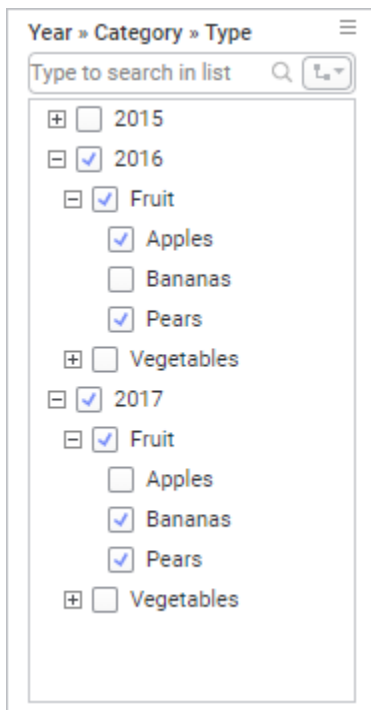 Year » Category » Type
Type to search in list
2015
2016
Fruit
Apples
Bananas
Pears
Vegetables
2017
Fruit
Apples
Bananas
Pears
Vegetables